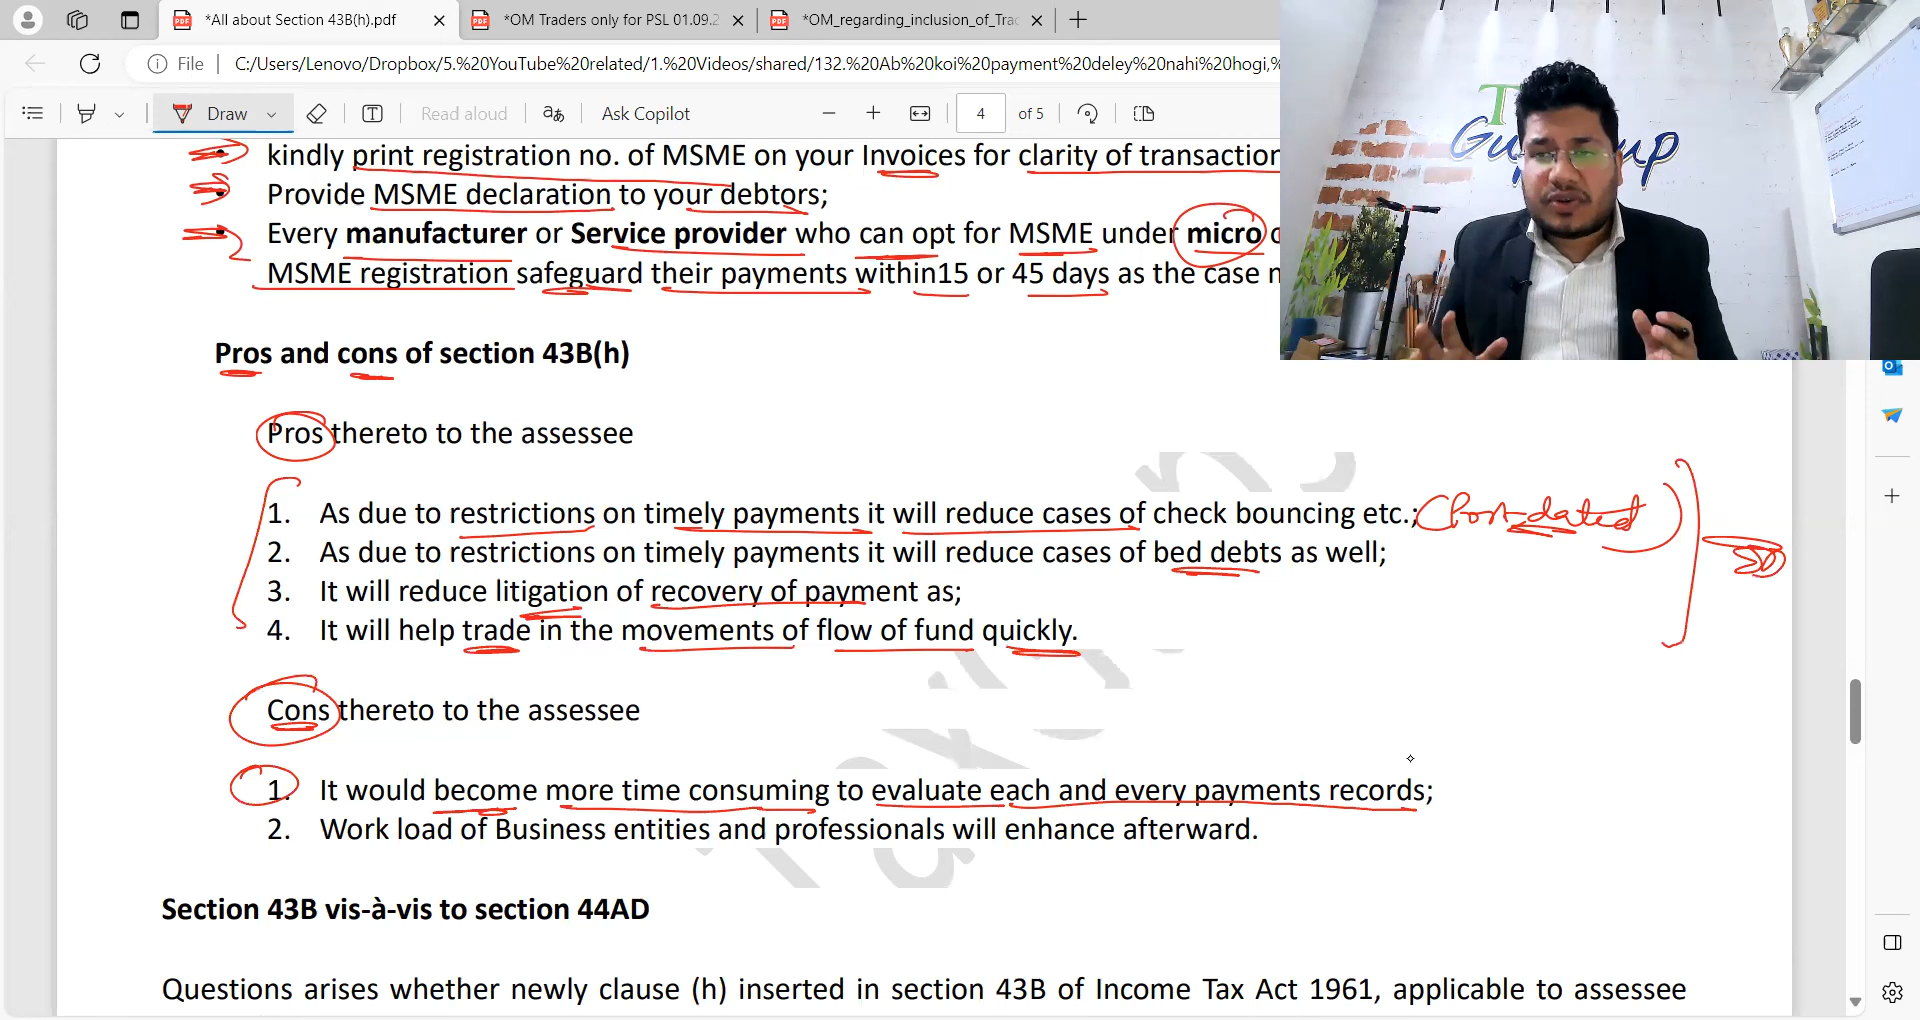 *All about Section 43B(h).pdf
*OM Traders only for PSL 01.09.2
*OM_regarding_inclusion_of_Trad
File
C:/Users/Lenovo/Dropbox/5.%20YouTube%20related/1.%20Videos/shared/132.%20Ab%20koi%20payment%20deley%20nahi%20hogi,%
Draw
Read aloud
Ask Copilot
4 of 5
kindly print registration no. of MSME on your Invoices for clarity of transaction
Provide MSME declaration to your debtors;
Every manufacturer or Service provider who can opt for MSME under micro
MSME registration safeguard their payments within15 or 45 days as the case
Pros and cons of section 43B(h)
Pros thereto to the assessee
1. As due to restrictions on timely payments it will reduce cases of check bouncing etc.; (Post-dated)
2. As due to restrictions on timely payments it will reduce cases of bed debts as well;
3. It will reduce litigation of recovery of payment as;
4. It will help trade in the movements of flow of fund quickly.
Cons thereto to the assessee
1. It would become more time consuming to evaluate each and every payments records;
2. Work load of Business entities and professionals will enhance afterward.
Section 43B vis-à-vis to section 44AD
Questions arises whether newly clause (h) inserted in section 43B of Income Tax Act 1961, applicable to assessee